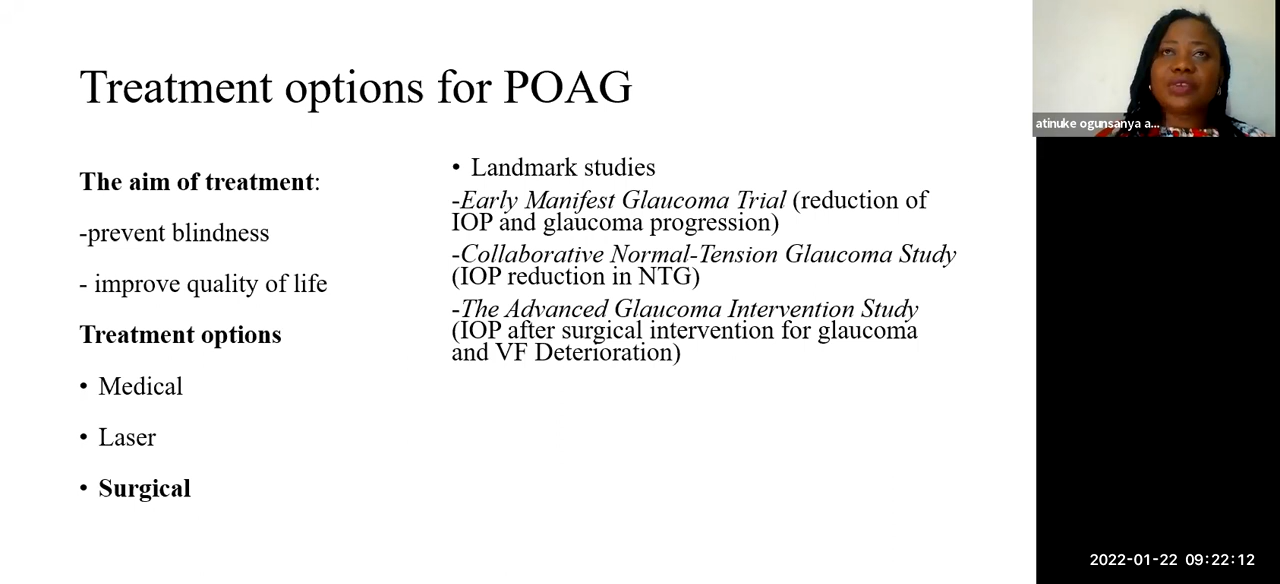 Treatment options for POAG
The aim of treatment:
-prevent blindness
- improve quality of life
Treatment options
• Medical
• Laser
• Surgical
• Landmark studies
-Early Manifest Glaucoma Trial (reduction of
IOP and glaucoma progression)
-Collaborative Normal-Tension Glaucoma Study
(IOP reduction in NTG)
-The Advanced Glaucoma Intervention Study
(IOP after surgical intervention for glaucoma
and VF Deterioration)
atinuke ogunsanya a...
2022-01-22 09:22:12